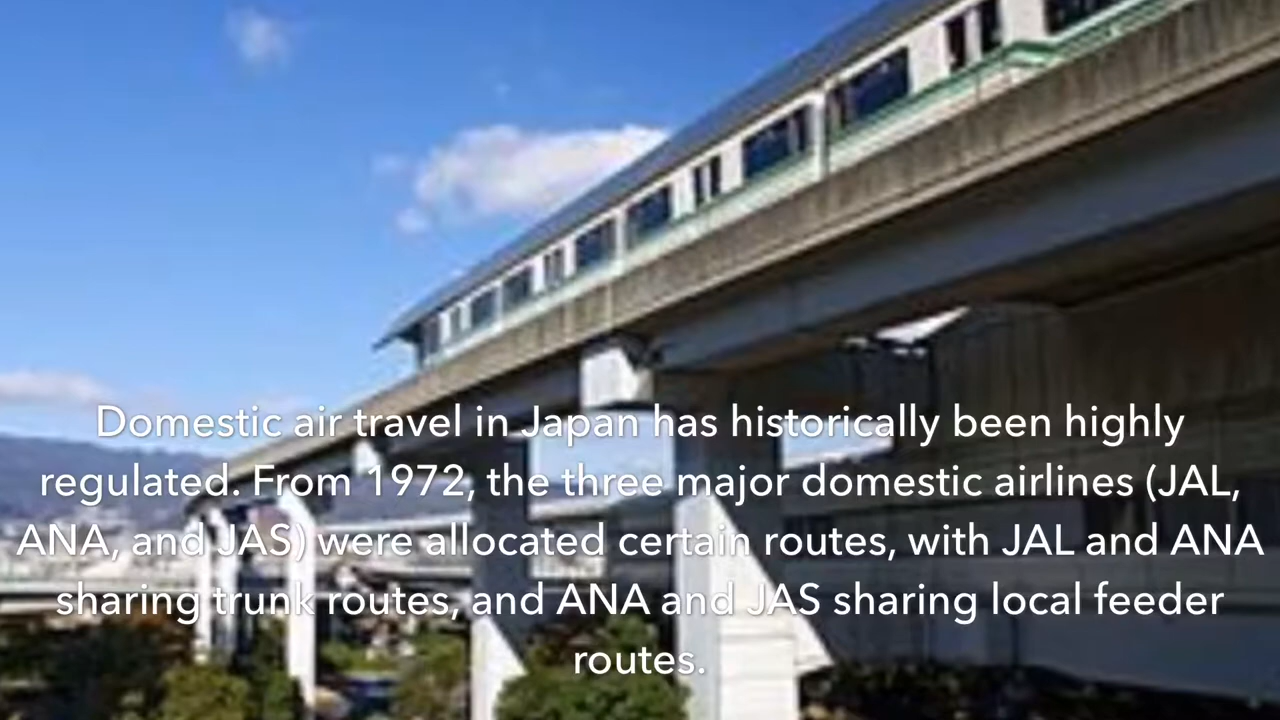 Domestic air travel in Japan has historically been highly
regulated. From 1972, the three major domestic airlines (JAL,
ANA, and JAS) were allocated certain routes, with JAL and ANA
sharing trunk routes, and ANA and JAS sharing local feeder
routes.